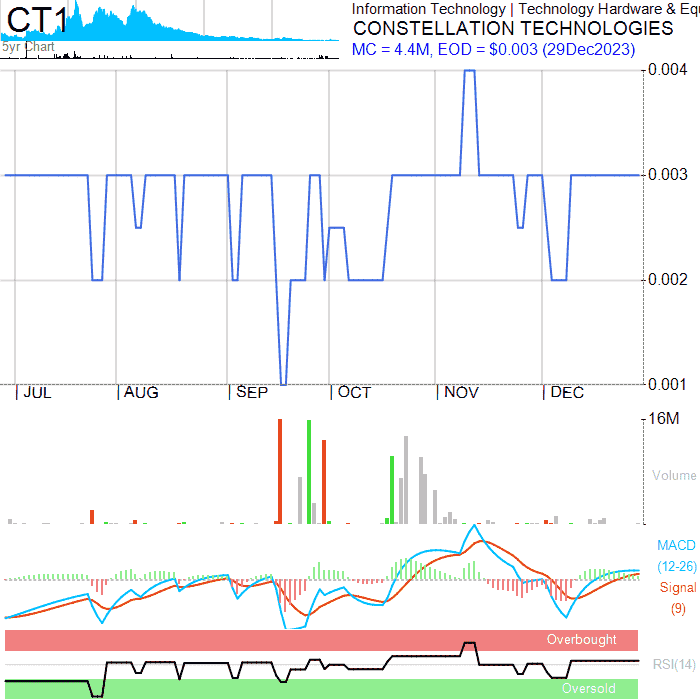 CT1
5yr Chart
Information Technology | Technology Hardware & Equ
CONSTELLATION TECHNOLOGIES
MC = 4.4M, EOD = $0.003 (29Dec2023)
0.004
0.003
0.002
0.001
JUL AUG SEP OCT NOV DEC
16M
Volume
MACD
(12-26)
Signal
(9)
Overbought
RSI(14)
Oversold